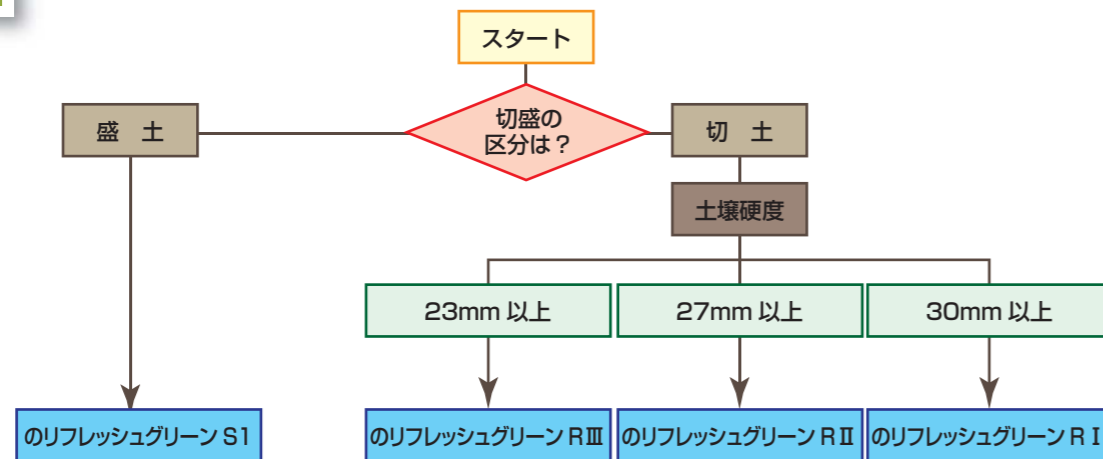 スタート
切盛の
区分は？
盛　土
切　土
土壌硬度
23mm 以上
27mm 以上
30mm 以上
のリフレッシュグリーン S1
のリフレッシュグリーン RⅢ
のリフレッシュグリーン RⅡ
のリフレッシュグリーン RⅠ